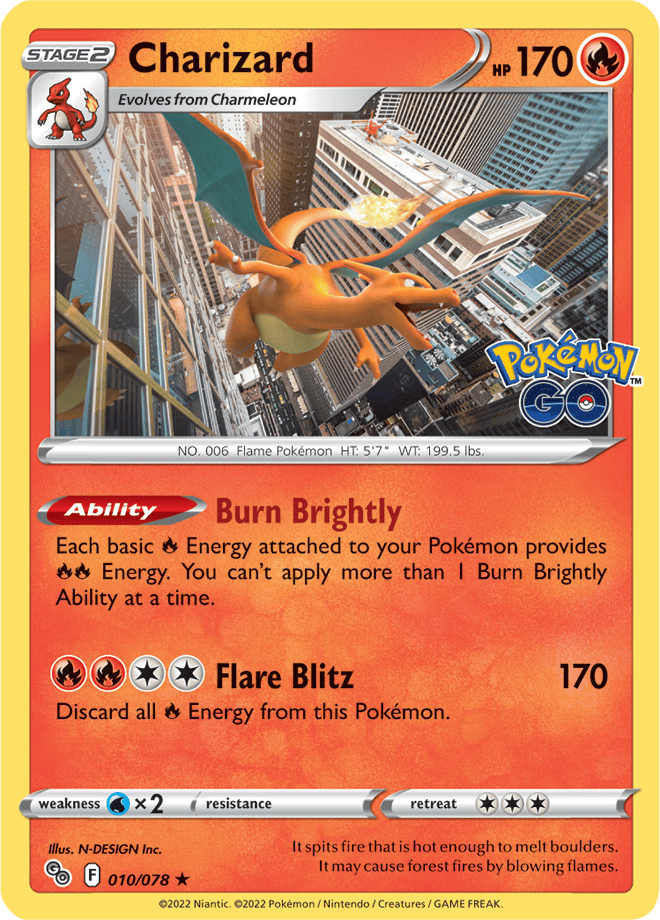 STAGE2
Charizard
HP 170
Evolves from Charmeleon
POKéMON
™
GO
NO. 006 Flame Pokémon HT: 5'7" WT: 199.5 lbs.
Ability Burn Brightly
Each basic Energy attached to your Pokémon provides
Energy. You can't apply more than 1 Burn Brightly
Ability at a time.
Flare Blitz 170
Discard all Energy from this Pokémon.
weakness ×2 resistance retreat
Illus. N-DESIGN Inc.
It spits fire that is hot enough to melt boulders.
It may cause forest fires by blowing flames.
GO F 010/078 ★
©2022 Niantic. ©2022 Pokémon / Nintendo / Creatures / GAME FREAK.